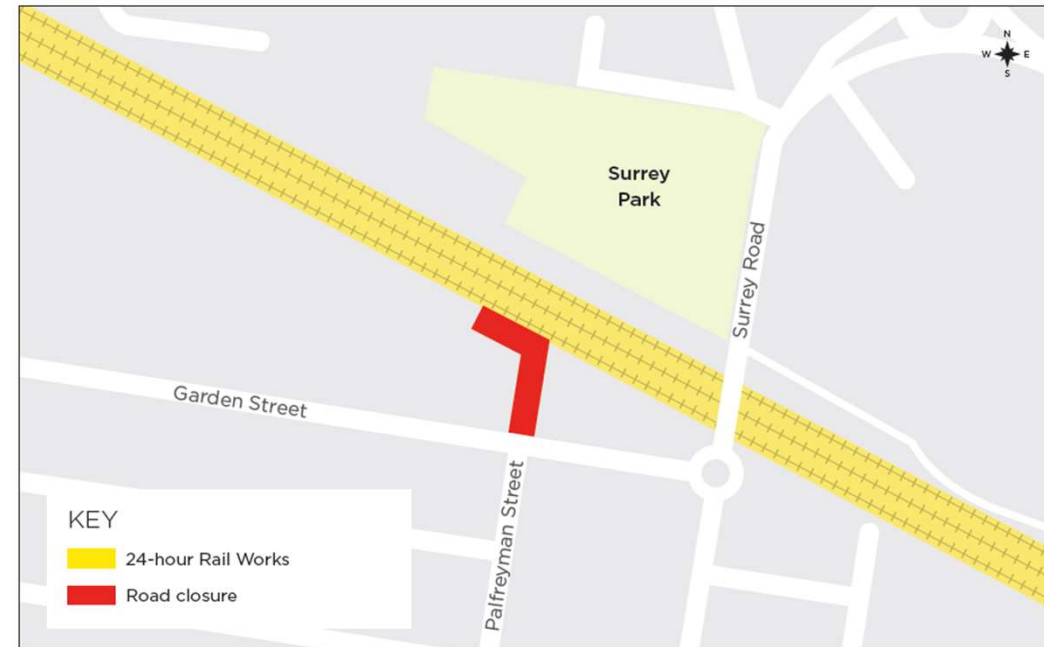 N
W E
S
Surrey
Park
Surrey Road
Garden Street
Palfreyman Street
KEY
24-hour Rail Works
Road closure